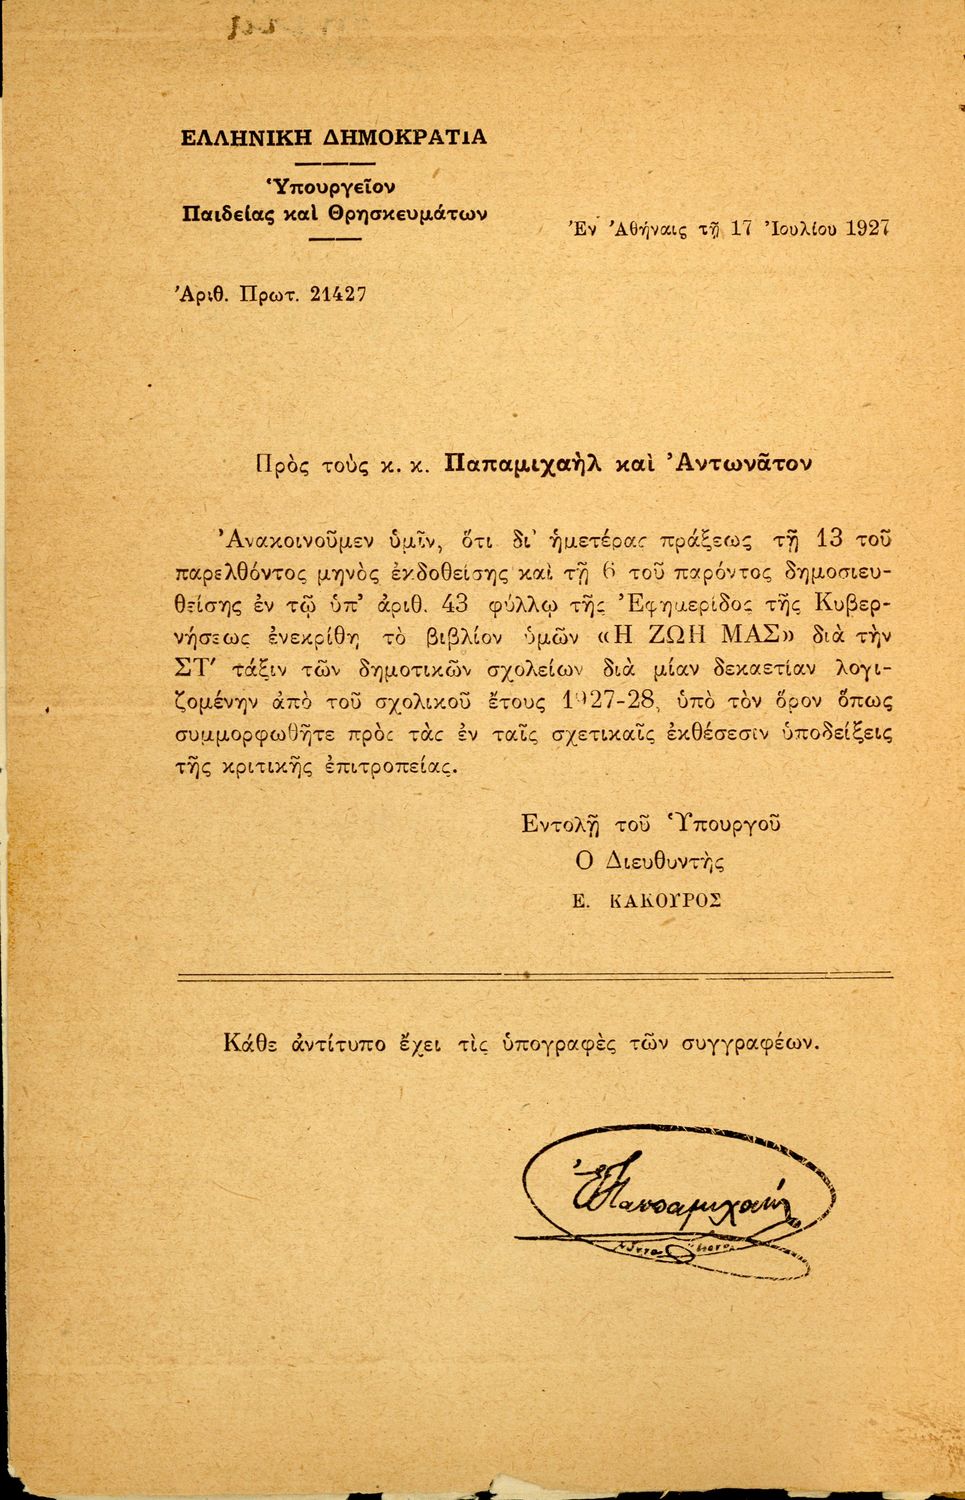 ΕΛΛΗΝΙΚΗ ΔΗΜΟΚΡΑΤΙΑ
Ὑπουργεῖον
Παιδείας καὶ Θρησκευμάτων
Ἐν Ἀθήναις τῇ 17 Ἰουλίου 1927
Ἀριθ. Πρωτ. 21427
Πρὸς τοὺς κ. κ. Παπαμιχαὴλ καὶ Ἀντωνᾶτον
Ἀνακοινοῦμεν ὑμῖν, ὅτι δι' ἡμετέρας πράξεως τῇ 13 τοῦ
παρελθόντος μηνὸς ἐκδοθείσης καὶ τῇ 6 τοῦ παρόντος δημοσιευ-
θείσης ἐν τῷ ὑπ' ἀριθ. 43 φύλλῳ τῆς Ἐφημερίδος τῆς Κυβερ-
νήσεως ἐνεκρίθη τὸ βιβλίον ὑμῶν «Η ΖΩΗ ΜΑΣ» διὰ τὴν
ΣΤ' τάξιν τῶν δημοτικῶν σχολείων διὰ μίαν δεκαετίαν λογι-
ζομένην ἀπὸ τοῦ σχολικοῦ ἔτους 1927-28, ὑπὸ τὸν ὅρον ὅπως
συμμορφωθῆτε πρὸς τὰς ἐν ταῖς σχετικαῖς ἐκθέσεσιν ὑποδείξεις
τῆς κριτικῆς ἐπιτροπείας.
Εντολῇ τοῦ Ὑπουργοῦ
Ο Διευθυντὴς
Ε. ΚΑΚΟΥΡΟΣ
Κάθε ἀντίτυπο ἔχει τὶς ὑπογραφὲς τῶν συγγραφέων.
Παπαμιχαήλ